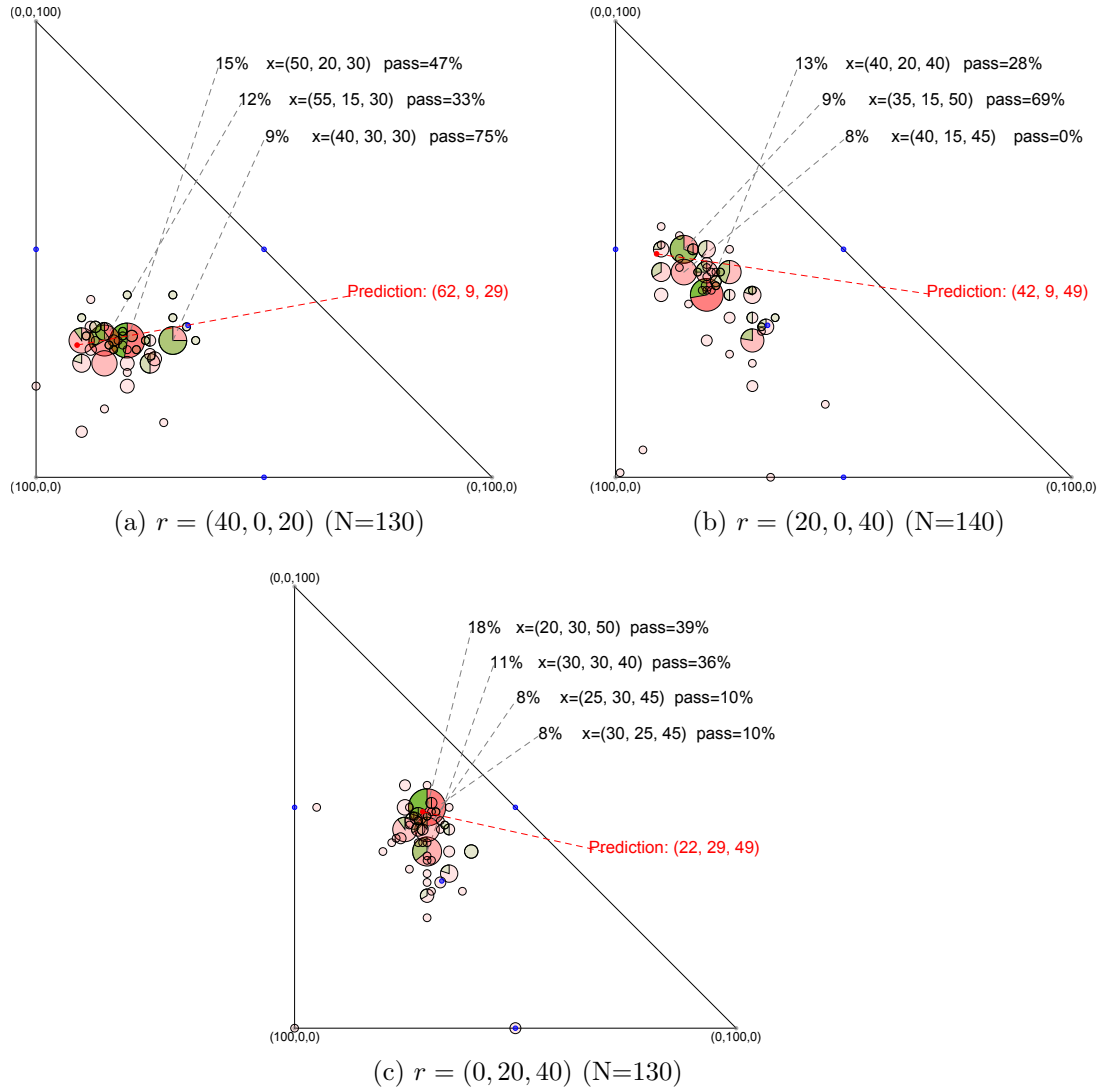 (0,0,100)
15% x=(50, 20, 30) pass=47%
12% x=(55, 15, 30) pass=33%
9% x=(40, 30, 30) pass=75%
Prediction: (62, 9, 29)
(100,0,0)
(0,100,0)
(a) r = (40, 0, 20) (N=130)
(0,0,100)
13% x=(40, 20, 40) pass=28%
9% x=(35, 15, 50) pass=69%
8% x=(40, 15, 45) pass=0%
Prediction: (42, 9, 49)
(100,0,0)
(0,100,0)
(b) r = (20, 0, 40) (N=140)
(0,0,100)
18% x=(20, 30, 50) pass=39%
11% x=(30, 30, 40) pass=36%
8% x=(25, 30, 45) pass=10%
8% x=(30, 25, 45) pass=10%
Prediction: (22, 29, 49)
(100,0,0)
(0,100,0)
(c) r = (0, 20, 40) (N=130)